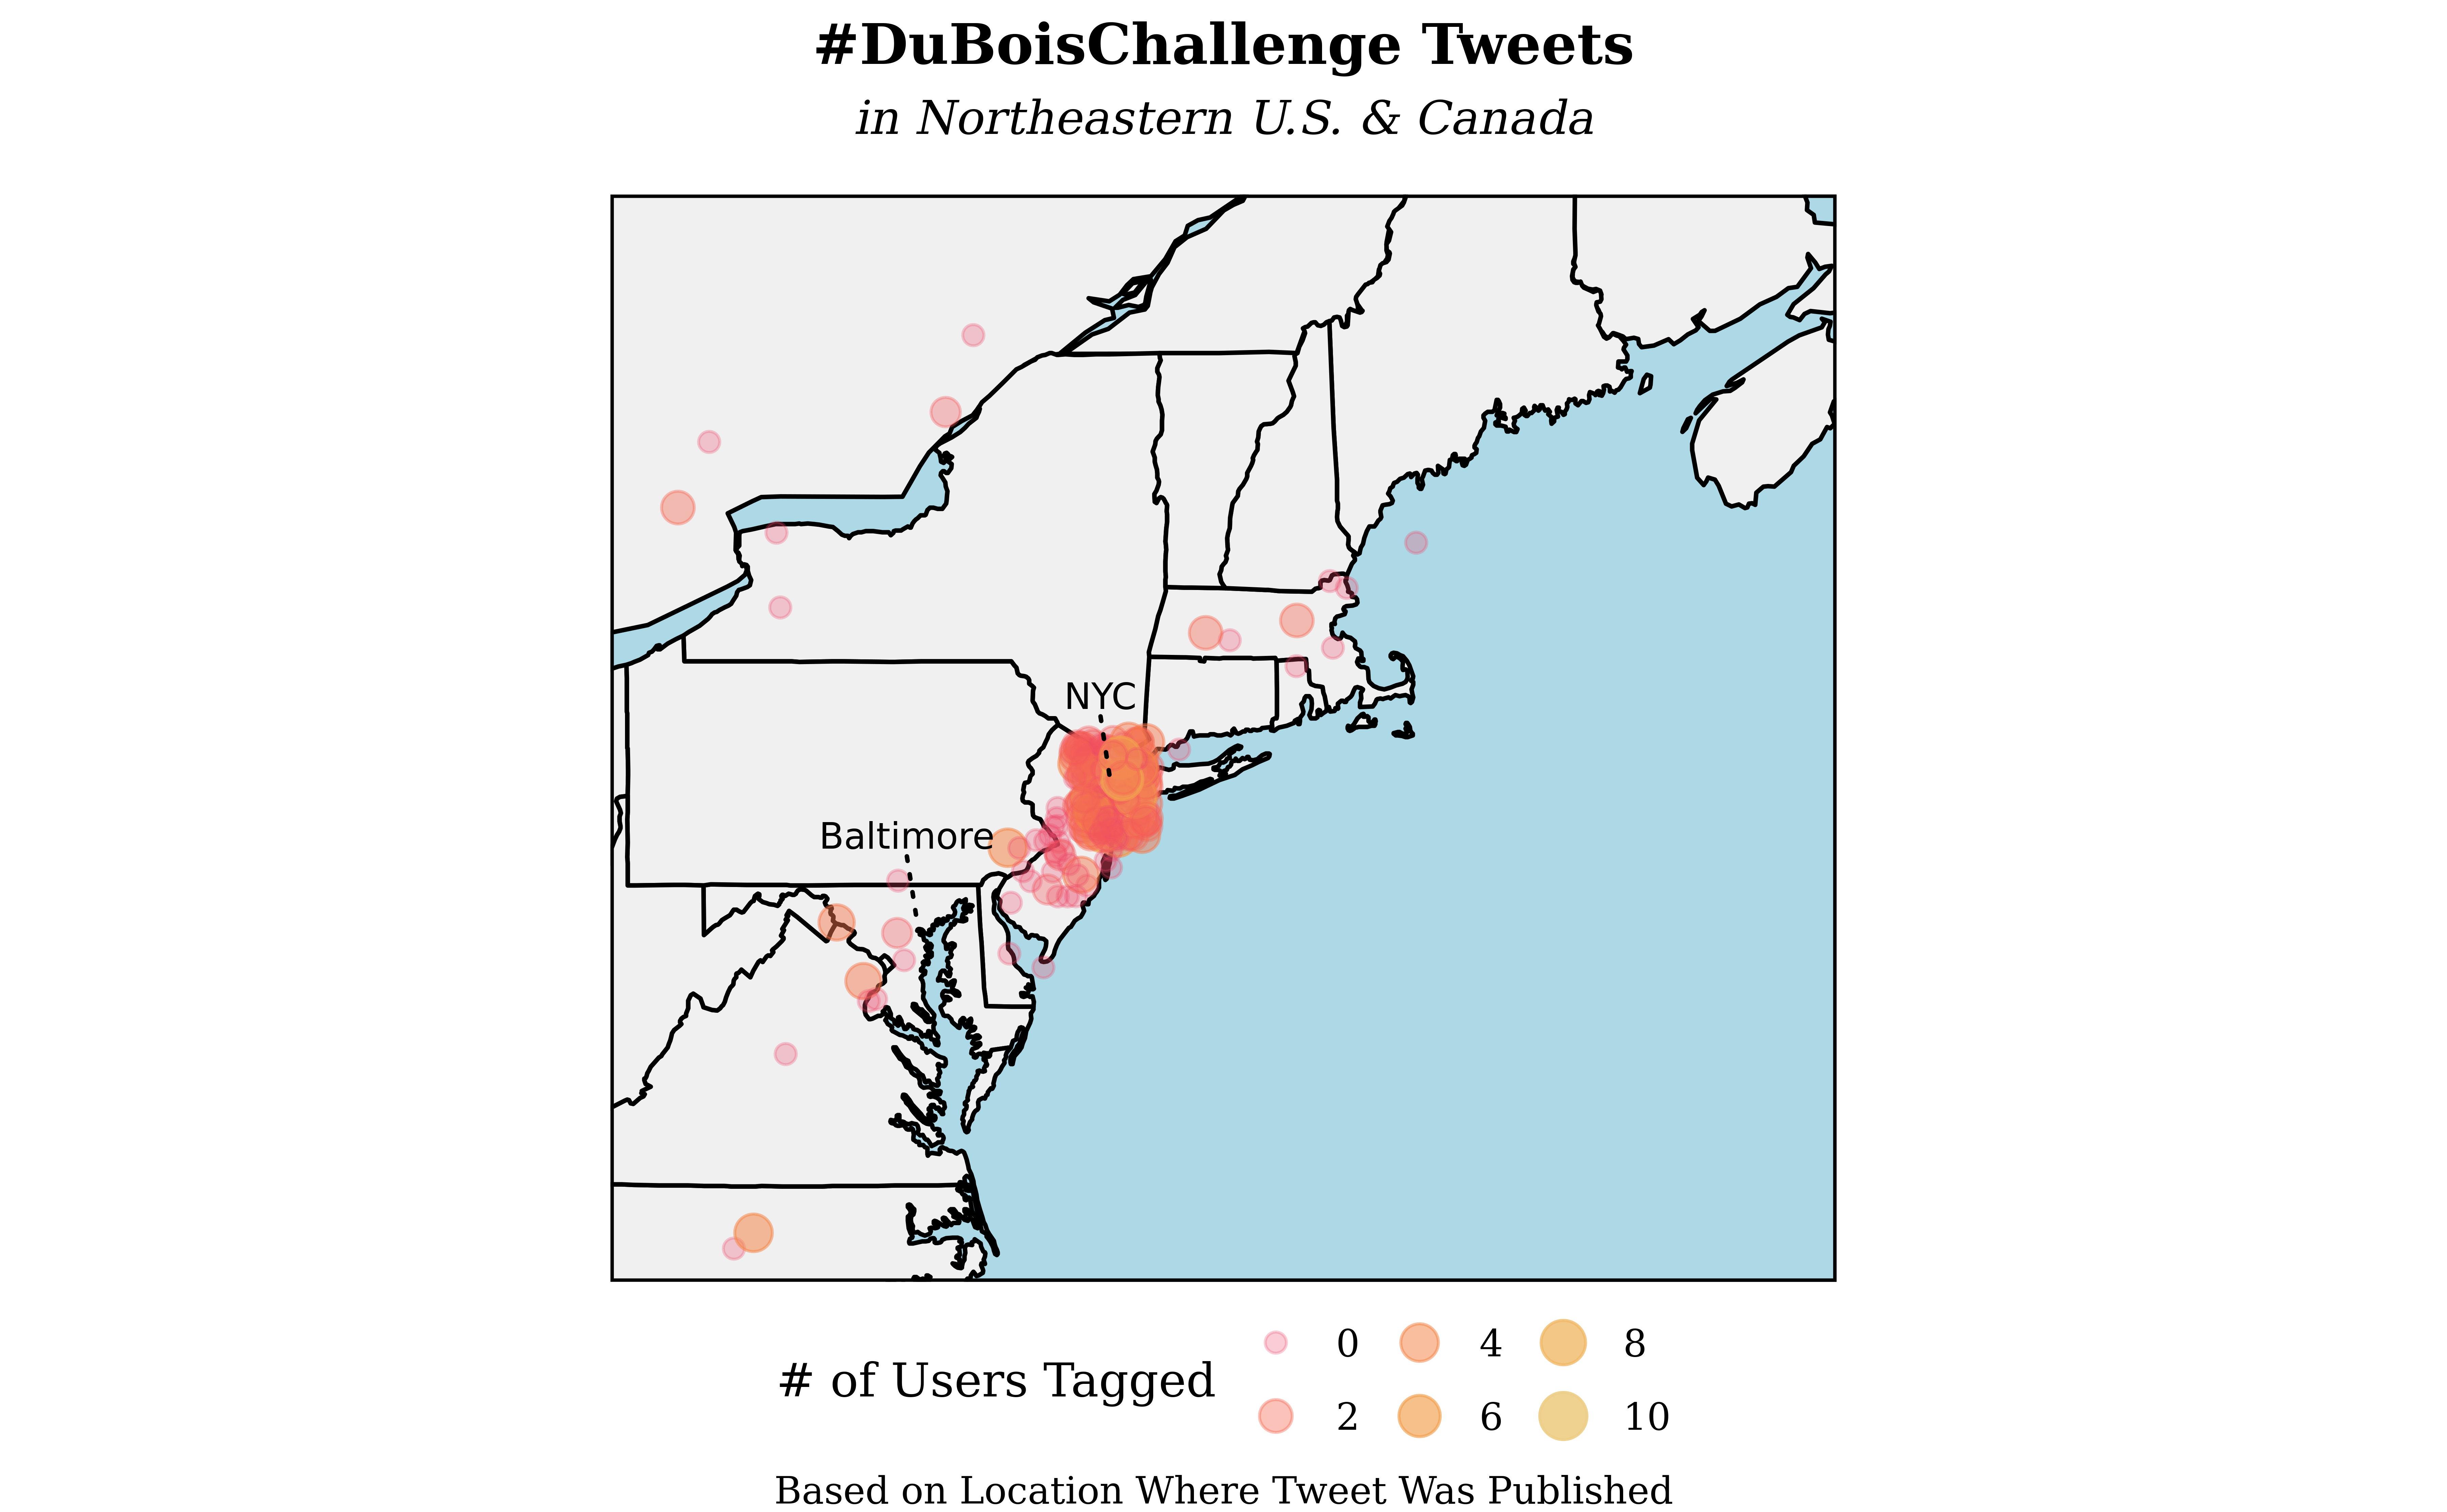 #DuBoisChallenge Tweets
in Northeastern U.S. & Canada
NYC
Baltimore
# of Users Tagged
0 4 8
2 6 10
Based on Location Where Tweet Was Published